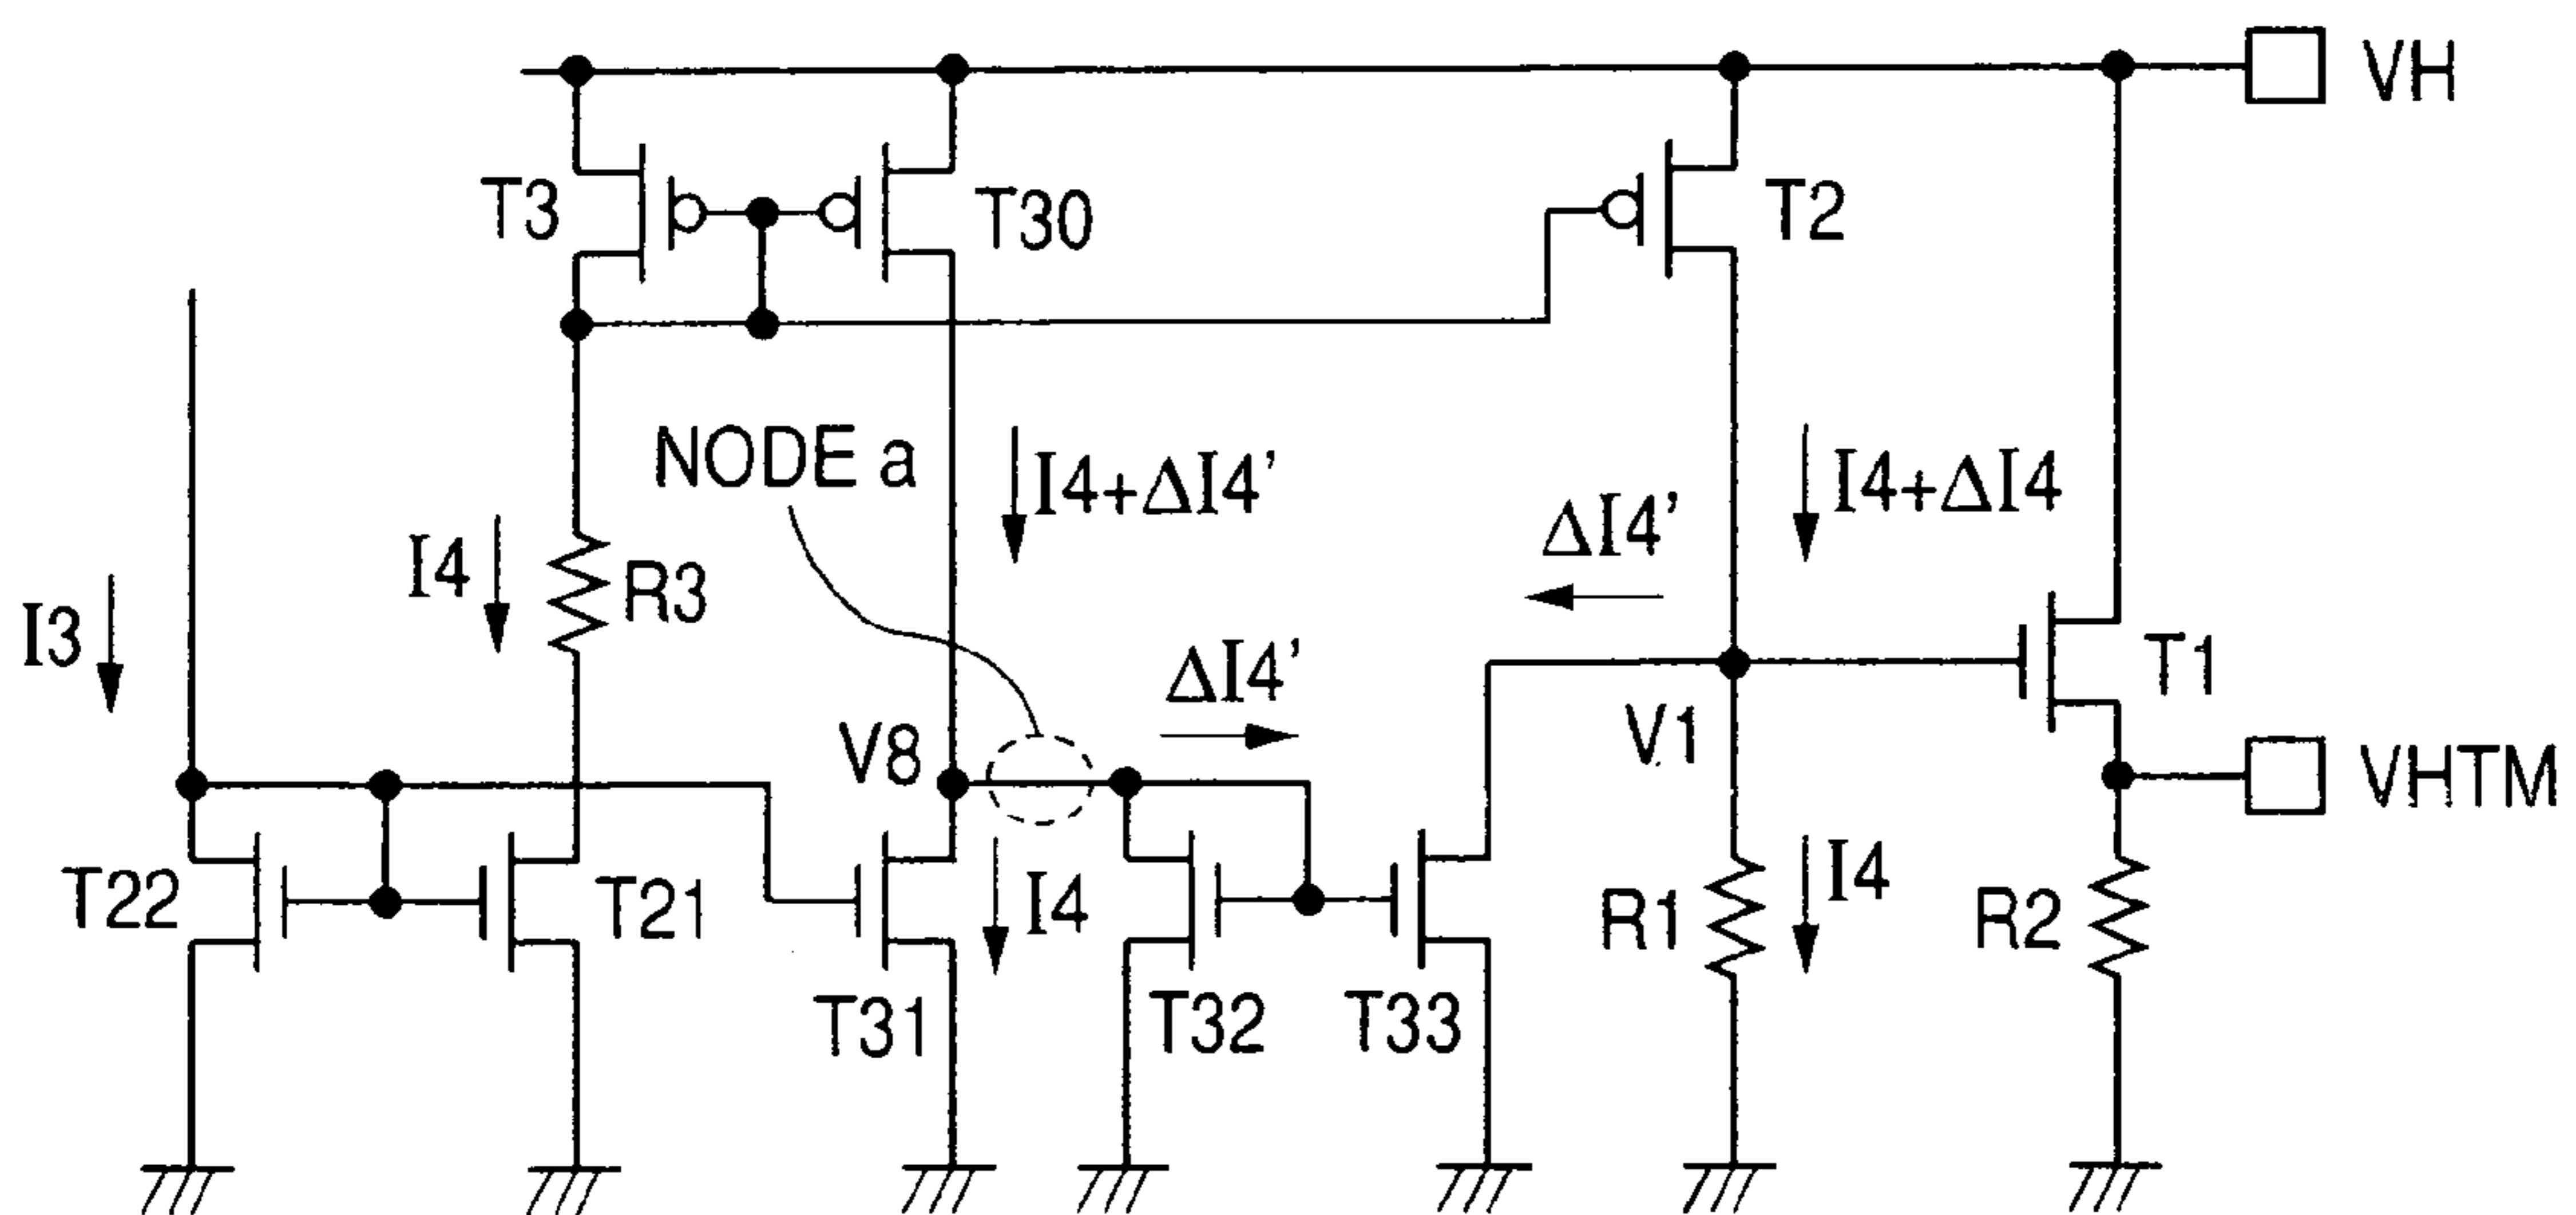 VH
T3
T30
T2
NODE a
I4+ΔI4'
I4+ΔI4
ΔI4'
I4
R3
I3
ΔI4'
T1
V8
V1
VHTM
T22
T21
I4
R1
I4
R2
T31
T32
T33